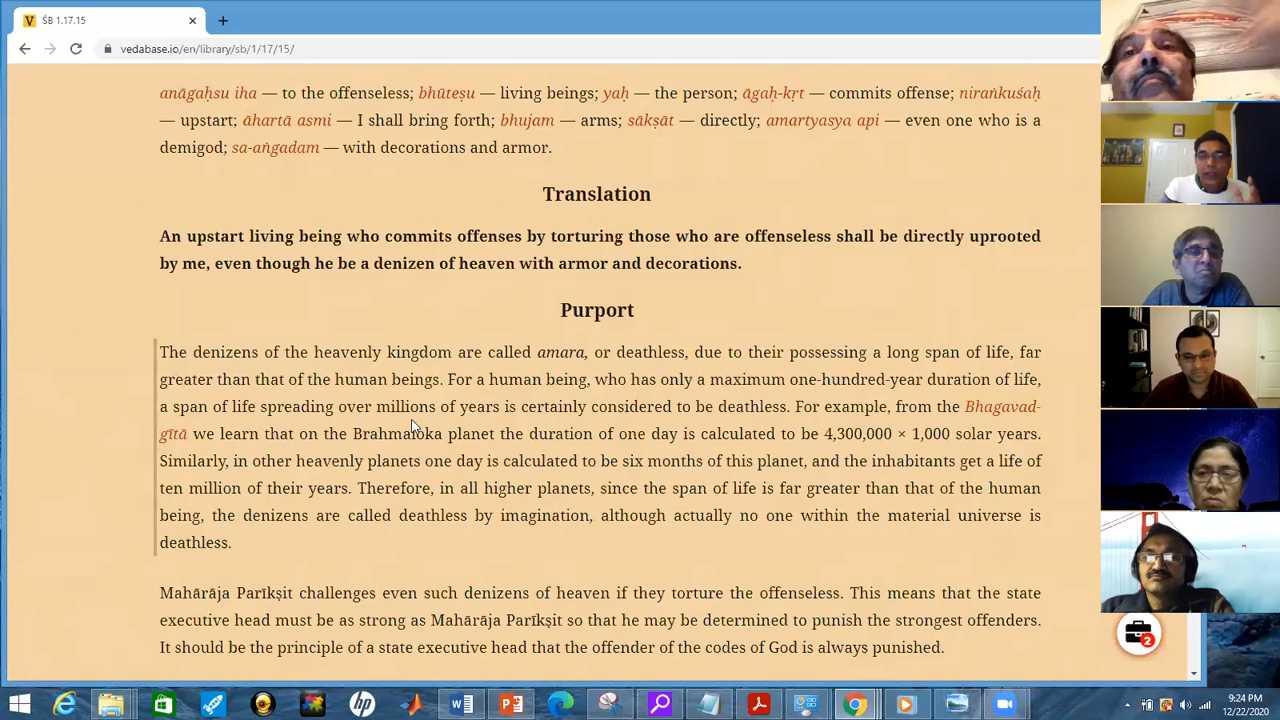 ŚB 1.17.15
vedabase.io/en/library/sb/1/17/15/
anāgaḥsu iha — to the offenseless; bhūteṣu — living beings; yaḥ — the person; āgaḥ-kṛt — commits offense; niraṅkuśaḥ
— upstart; āhartā asmi — I shall bring forth; bhujam — arms; sākṣāt — directly; amartyasya api — even one who is a
demigod; sa-aṅgadam — with decorations and armor.
Translation
An upstart living being who commits offenses by torturing those who are offenseless shall be directly uprooted
by me, even though he be a denizen of heaven with armor and decorations.
Purport
The denizens of the heavenly kingdom are called amara, or deathless, due to their possessing a long span of life, far
greater than that of the human beings. For a human being, who has only a maximum one-hundred-year duration of life,
a span of life spreading over millions of years is certainly considered to be deathless. For example, from the Bhagavad-
gītā we learn that on the Brahmaloka planet the duration of one day is calculated to be 4,300,000 × 1,000 solar years.
Similarly, in other heavenly planets one day is calculated to be six months of this planet, and the inhabitants get a life of
ten million of their years. Therefore, in all higher planets, since the span of life is far greater than that of the human
being, the denizens are called deathless by imagination, although actually no one within the material universe is
deathless.
Mahārāja Parīkṣit challenges even such denizens of heaven if they torture the offenseless. This means that the state
executive head must be as strong as Mahārāja Parīkṣit so that he may be determined to punish the strongest offenders.
It should be the principle of a state executive head that the offender of the codes of God is always punished.
2
9:24 PM
12/22/2020